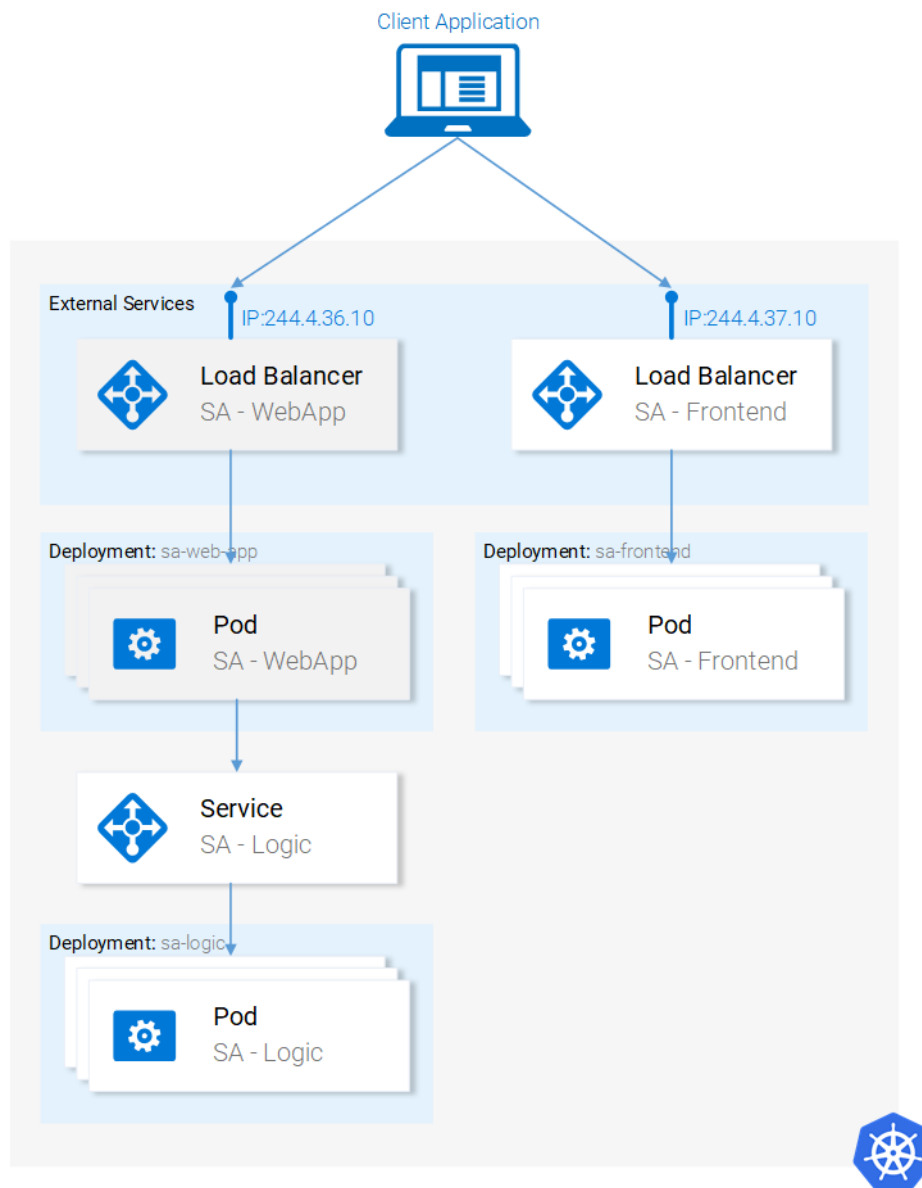 Client Application
External Services
IP:244.4.36.10
IP:244.4.37.10
Load Balancer
SA - WebApp
Load Balancer
SA - Frontend
Deployment: sa-web-app
Deployment: sa-frontend
Pod
SA - WebApp
Pod
SA - Frontend
Service
SA - Logic
Deployment: sa-logic
Pod
SA - Logic